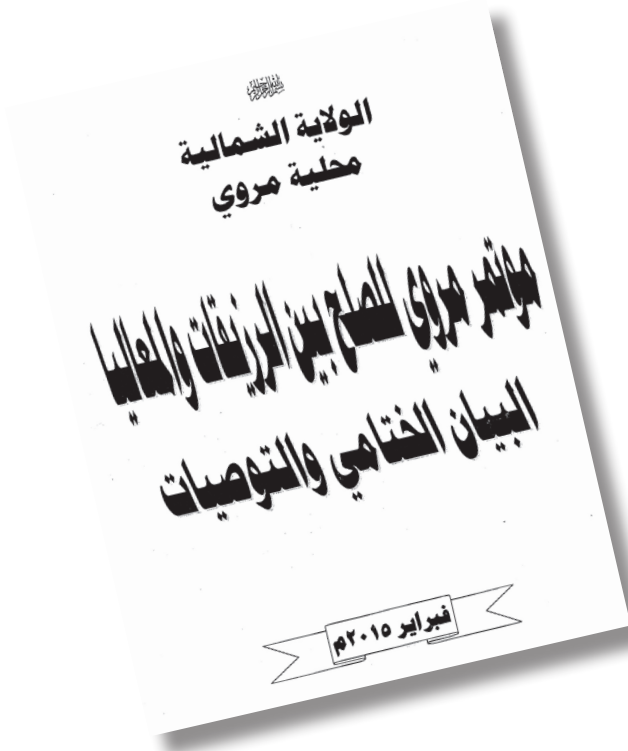 الولاية الشمالية
محلية مروي
مؤتمر مروي للصلح بين الرزيقات والمعاليا
البيان الختامي والتوصيات
فبراير ٢٠١٥م